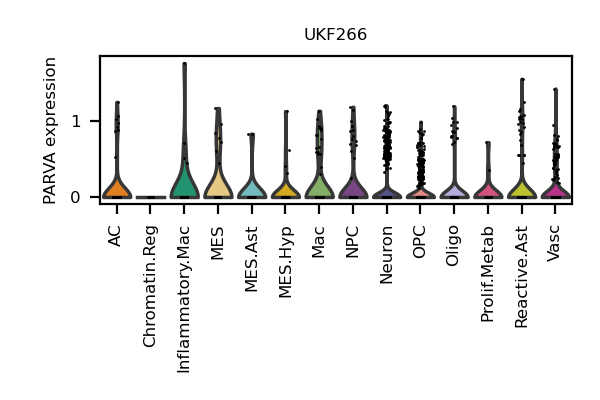 UKF266
PARVA expression
1
0
AC
Chromatin.Reg
Inflammatory.Mac
MES
MES.Ast
MES.Hyp
Mac
NPC
Neuron
OPC
Oligo
Prolif.Metab
Reactive.Ast
Vasc